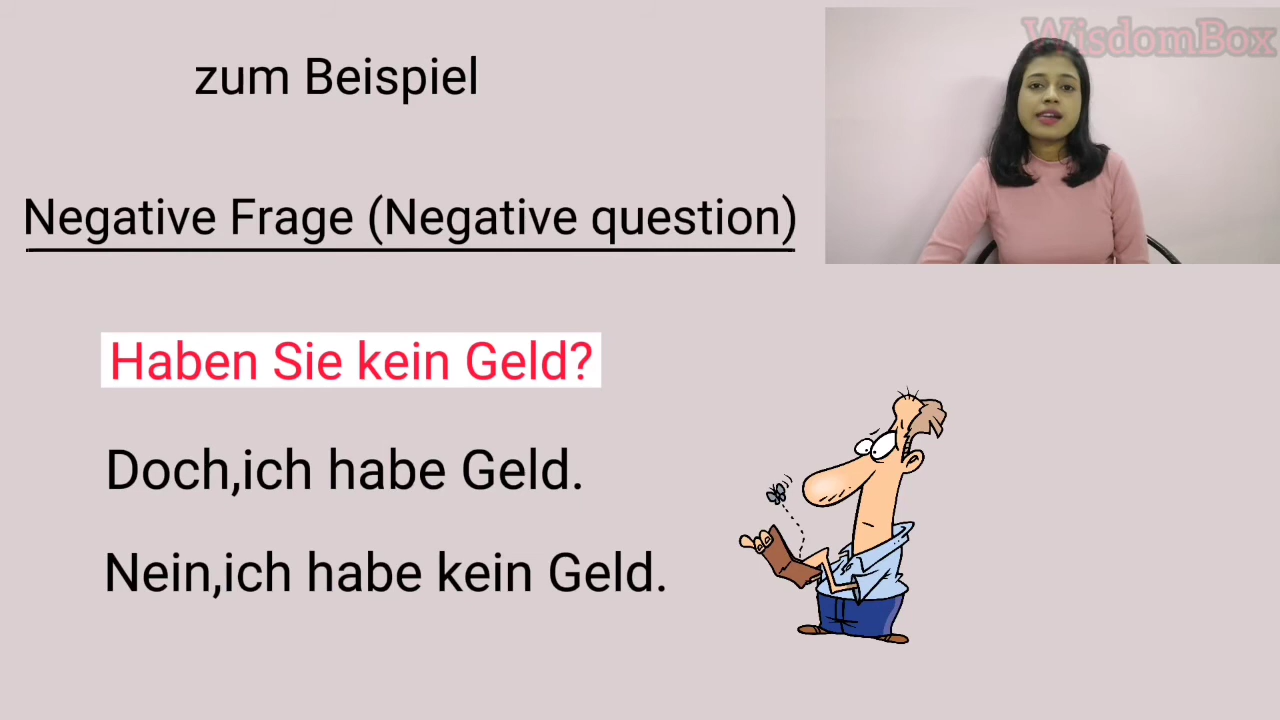 WisdomBox
zum Beispiel
Negative Frage (Negative question)
Haben Sie kein Geld?
Doch,ich habe Geld.
Nein,ich habe kein Geld.